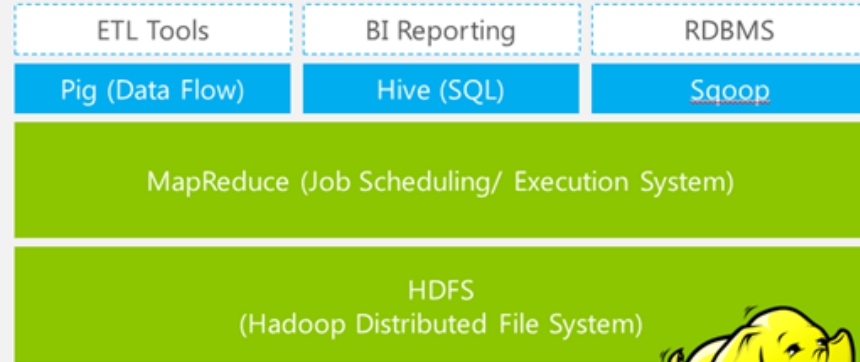 ETL Tools
BI Reporting
RDBMS
Pig (Data Flow)
Hive (SQL)
Sqoop
MapReduce (Job Scheduling/ Execution System)
HDFS
(Hadoop Distributed File System)